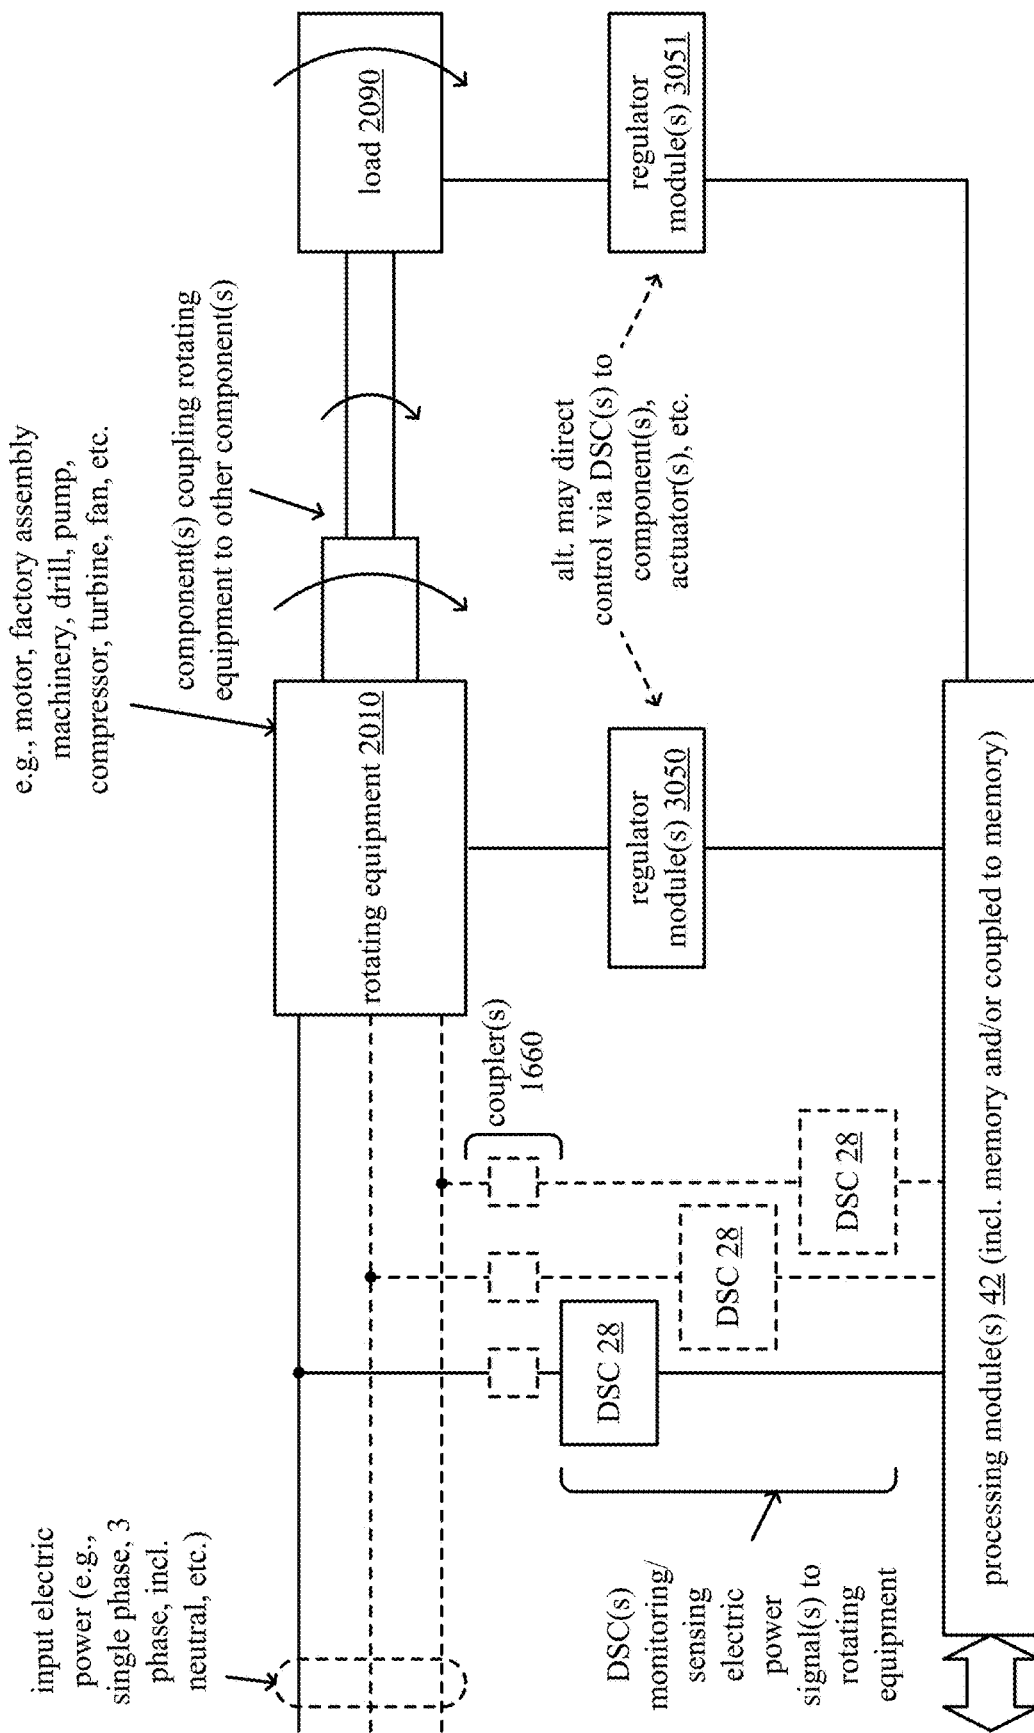 e.g., motor, factory assembly
machinery, drill, pump,
compressor, turbine, fan, etc.
input electric
power (e.g.,
single phase, 3
phase, incl.
neutral, etc.)
component(s) coupling rotating
equipment to other component(s)
rotating equipment 2010
load 2090
coupler(s)
1660
DSC 28
DSC 28
DSC 28
DSC(s)
monitoring/
sensing
electric
power
signal(s) to
rotating
equipment
regulator
module(s) 3050
alt. may direct
control via DSC(s) to
component(s),
actuator(s), etc.
regulator
module(s) 3051
processing module(s) 42 (incl. memory and/or coupled to memory)